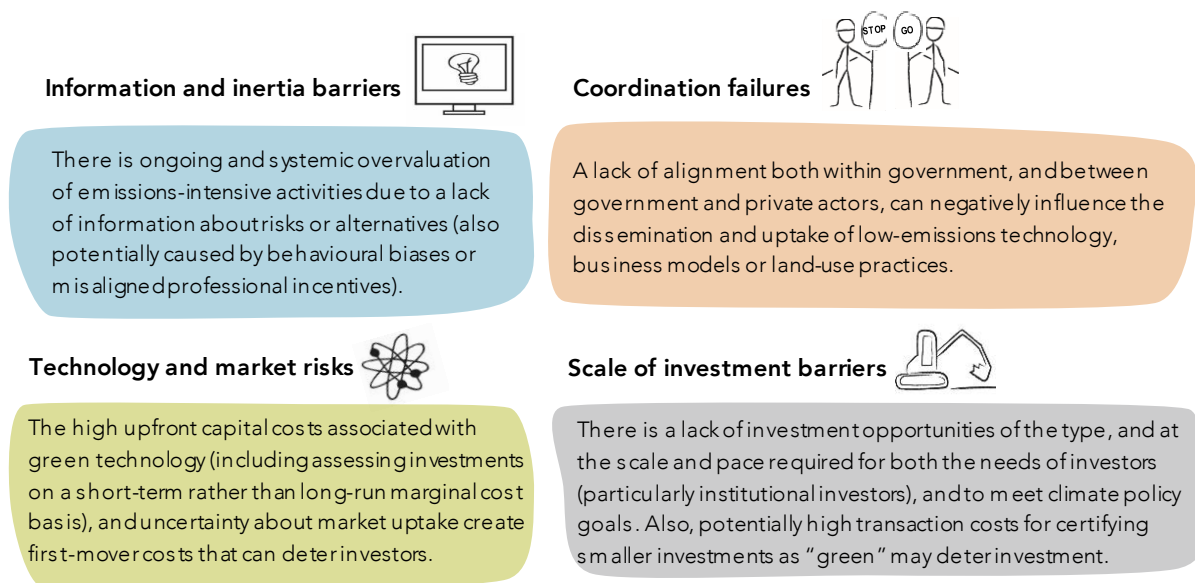 Information and inertia barriers
There is ongoing and systemic overvaluation
of emissions-intensive activities due to a lack
of information about risks or alternatives (also
potentially caused by behavioural biases or
misaligned professional incentives).
STOP GO
Coordination failures
A lack of alignment both within government, and between
government and private actors, can negatively influence the
dissemination and uptake of low-emissions technology,
business models or land-use practices.
Technology and market risks
The high upfront capital costs associated with
green technology (including assessing investments
on a short-term rather than long-run marginal cost
basis), and uncertainty about market uptake create
first-mover costs that can deter investors.
Scale of investment barriers
There is a lack of investment opportunities of the type, and at
the scale and pace required for both the needs of investors
(particularly institutional investors), and to meet climate policy
goals. Also, potentially high transaction costs for certifying
smaller investments as “green” may deter investment.